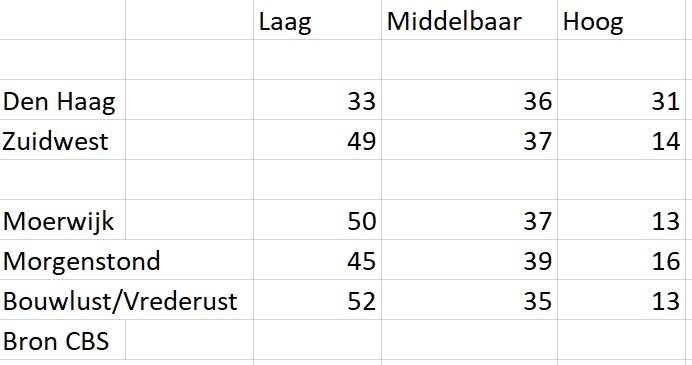 Laag Middelbaar Hoog
Den Haag 33 36 31
Zuidwest 49 37 14
Moerwijk 50 37 13
Morgenstond 45 39 16
Bouwlust/Vrederust 52 35 13
Bron CBS